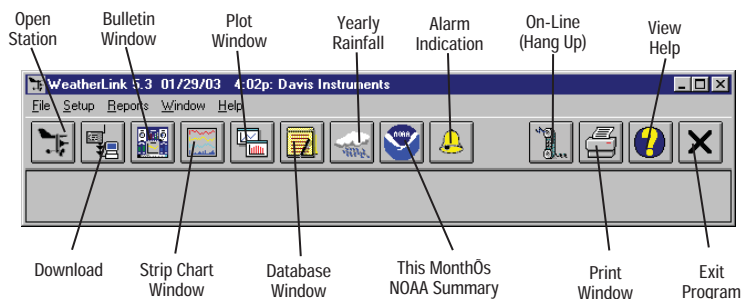 Open
Station
Bulletin
Window
Plot
Window
Yearly
Rainfall
Alarm
Indication
On-Line
(Hang Up)
View
Help
WeatherLink 5.3 01/29/03 4:02p: Davis Instruments
File Setup Reports Window Help
NOAA
Download
Strip Chart
Window
Database
Window
This MonthÕs
NOAA Summary
Print
Window
Exit
Program